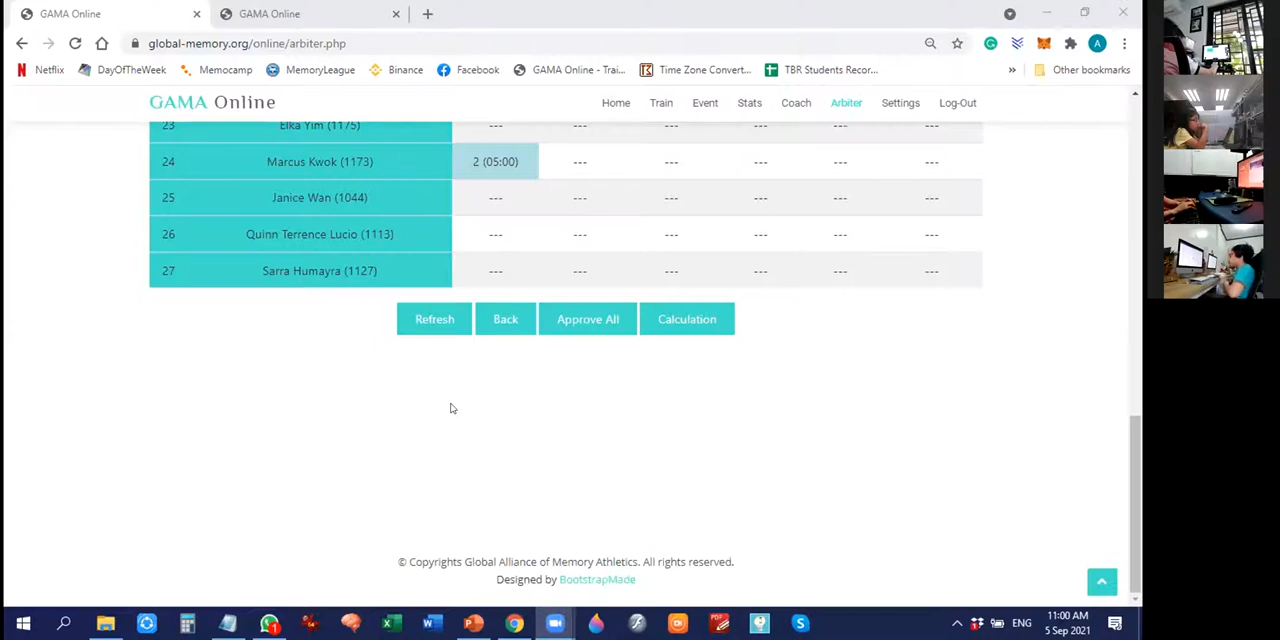 GAMA Online GAMA Online
global-memory.org/online/arbiter.php
Netflix DayOfTheWeek Memocamp MemoryLeague Binance Facebook GAMA Online - Trai... Time Zone Convert... TBR Students Recor... » Other bookmarks
GAMA Online Home Train Event Stats Coach Arbiter Settings Log-Out
23 Elka Yim (1175) --- --- --- --- --- ---
24 Marcus Kwok (1173) 2 (05:00) --- --- --- --- ---
25 Janice Wan (1044) --- --- --- --- --- ---
26 Quinn Terrence Lucio (1113) --- --- --- --- --- ---
27 Sarra Humayra (1127) --- --- --- --- --- ---
Refresh Back Approve All Calculation
© Copyrights Global Alliance of Memory Athletics. All rights reserved.
Designed by BootstrapMade
ENG
11:00 AM
5 Sep 2021